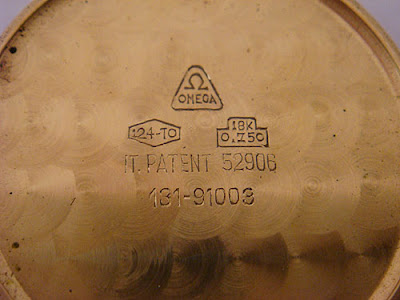 Ω
OMEGA
124-TO 18K
0.750
IT. PATENT 52906
131-91003